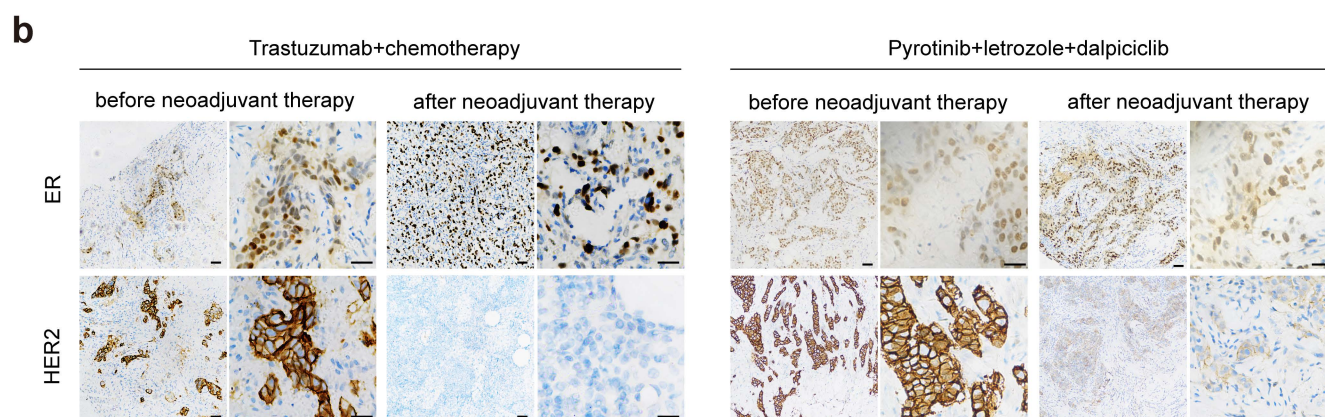 b
Trastuzumab+chemotherapy
Pyrotinib+letrozole+dalpiciclib
before neoadjuvant therapy
after neoadjuvant therapy
before neoadjuvant therapy
after neoadjuvant therapy
ER
HER2